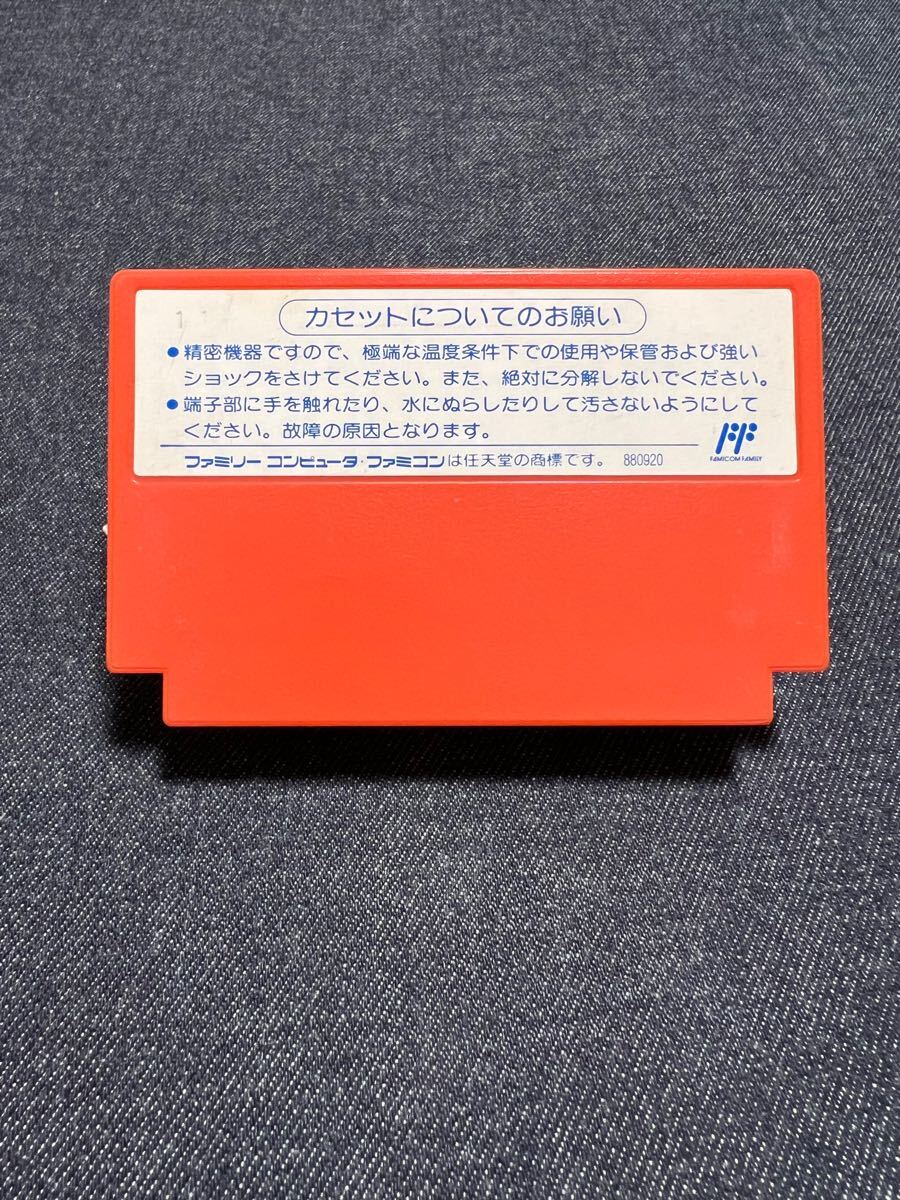 1 1
カセットについてのお願い
●精密機器ですので、極端な温度条件下での使用や保管および強い
ショックをさけてください。また、絶対に分解しないでください。
●端子部に手を触れたり、水にぬらしたりして汚さないようにして
ください。故障の原因となります。
FAMICOM FAMILY
ファミリー コンピュータ・ファミコンは任天堂の商標です。 880920